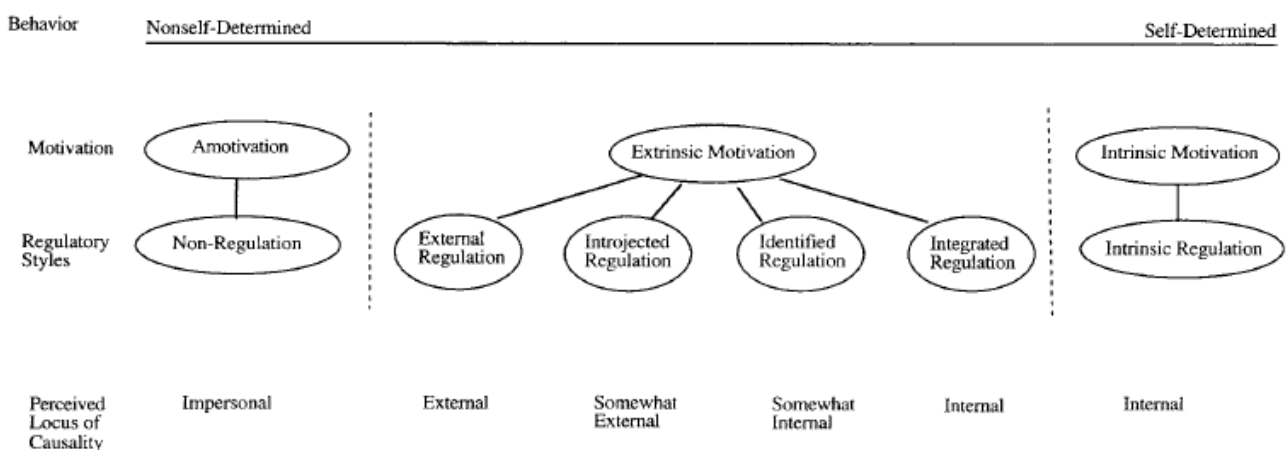 Behavior
Nonself-Determined
Self-Determined
Motivation
Amotivation
Extrinsic Motivation
Intrinsic Motivation
Regulatory
Styles
Non-Regulation
External
Regulation
Introjected
Regulation
Identified
Regulation
Integrated
Regulation
Intrinsic Regulation
Perceived
Locus of
Causality
Impersonal
External
Somewhat
External
Somewhat
Internal
Internal
Internal